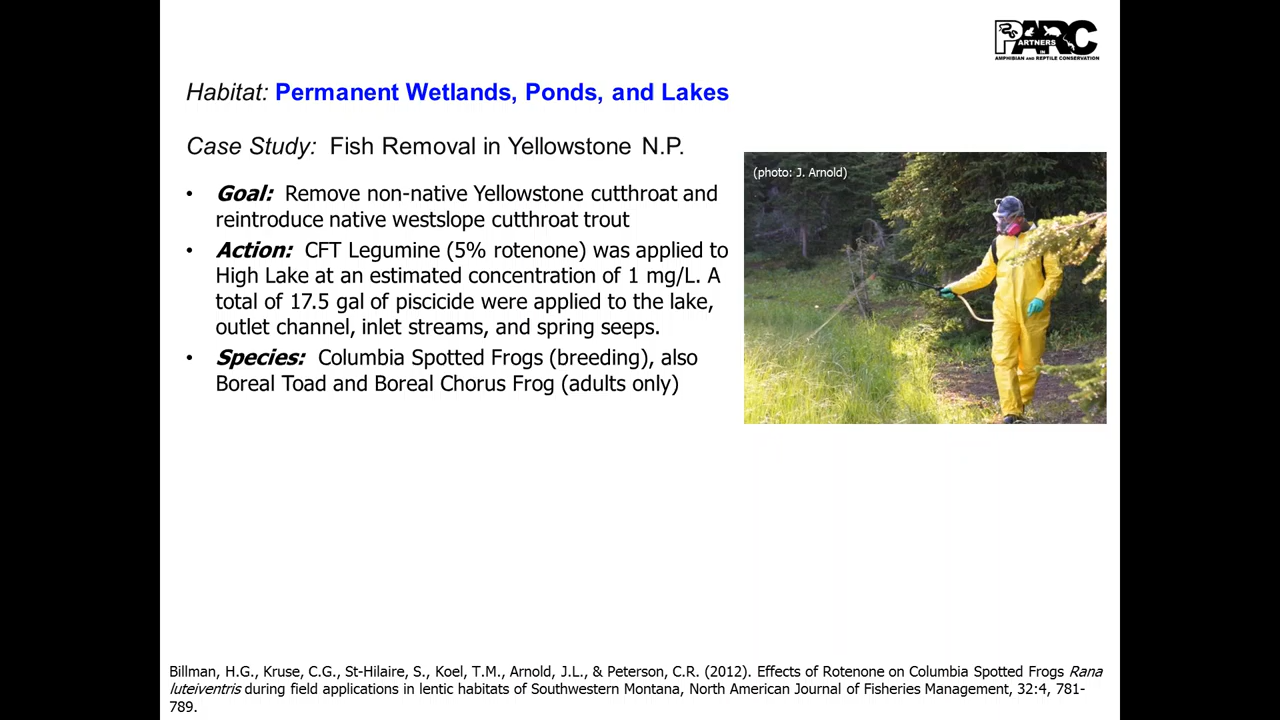 PARC
PARTNERS
IN
AMPHIBIAN AND REPTILE CONSERVATION
Habitat: Permanent Wetlands, Ponds, and Lakes
Case Study: Fish Removal in Yellowstone N.P.
(photo: J. Arnold)
• Goal: Remove non-native Yellowstone cutthroat and
reintroduce native westslope cutthroat trout
• Action: CFT Legumine (5% rotenone) was applied to
High Lake at an estimated concentration of 1 mg/L. A
total of 17.5 gal of piscicide were applied to the lake,
outlet channel, inlet streams, and spring seeps.
• Species: Columbia Spotted Frogs (breeding), also
Boreal Toad and Boreal Chorus Frog (adults only)
Billman, H.G., Kruse, C.G., St-Hilaire, S., Koel, T.M., Arnold, J.L., & Peterson, C.R. (2012). Effects of Rotenone on Columbia Spotted Frogs Rana
luteiventris during field applications in lentic habitats of Southwestern Montana, North American Journal of Fisheries Management, 32:4, 781-
789.